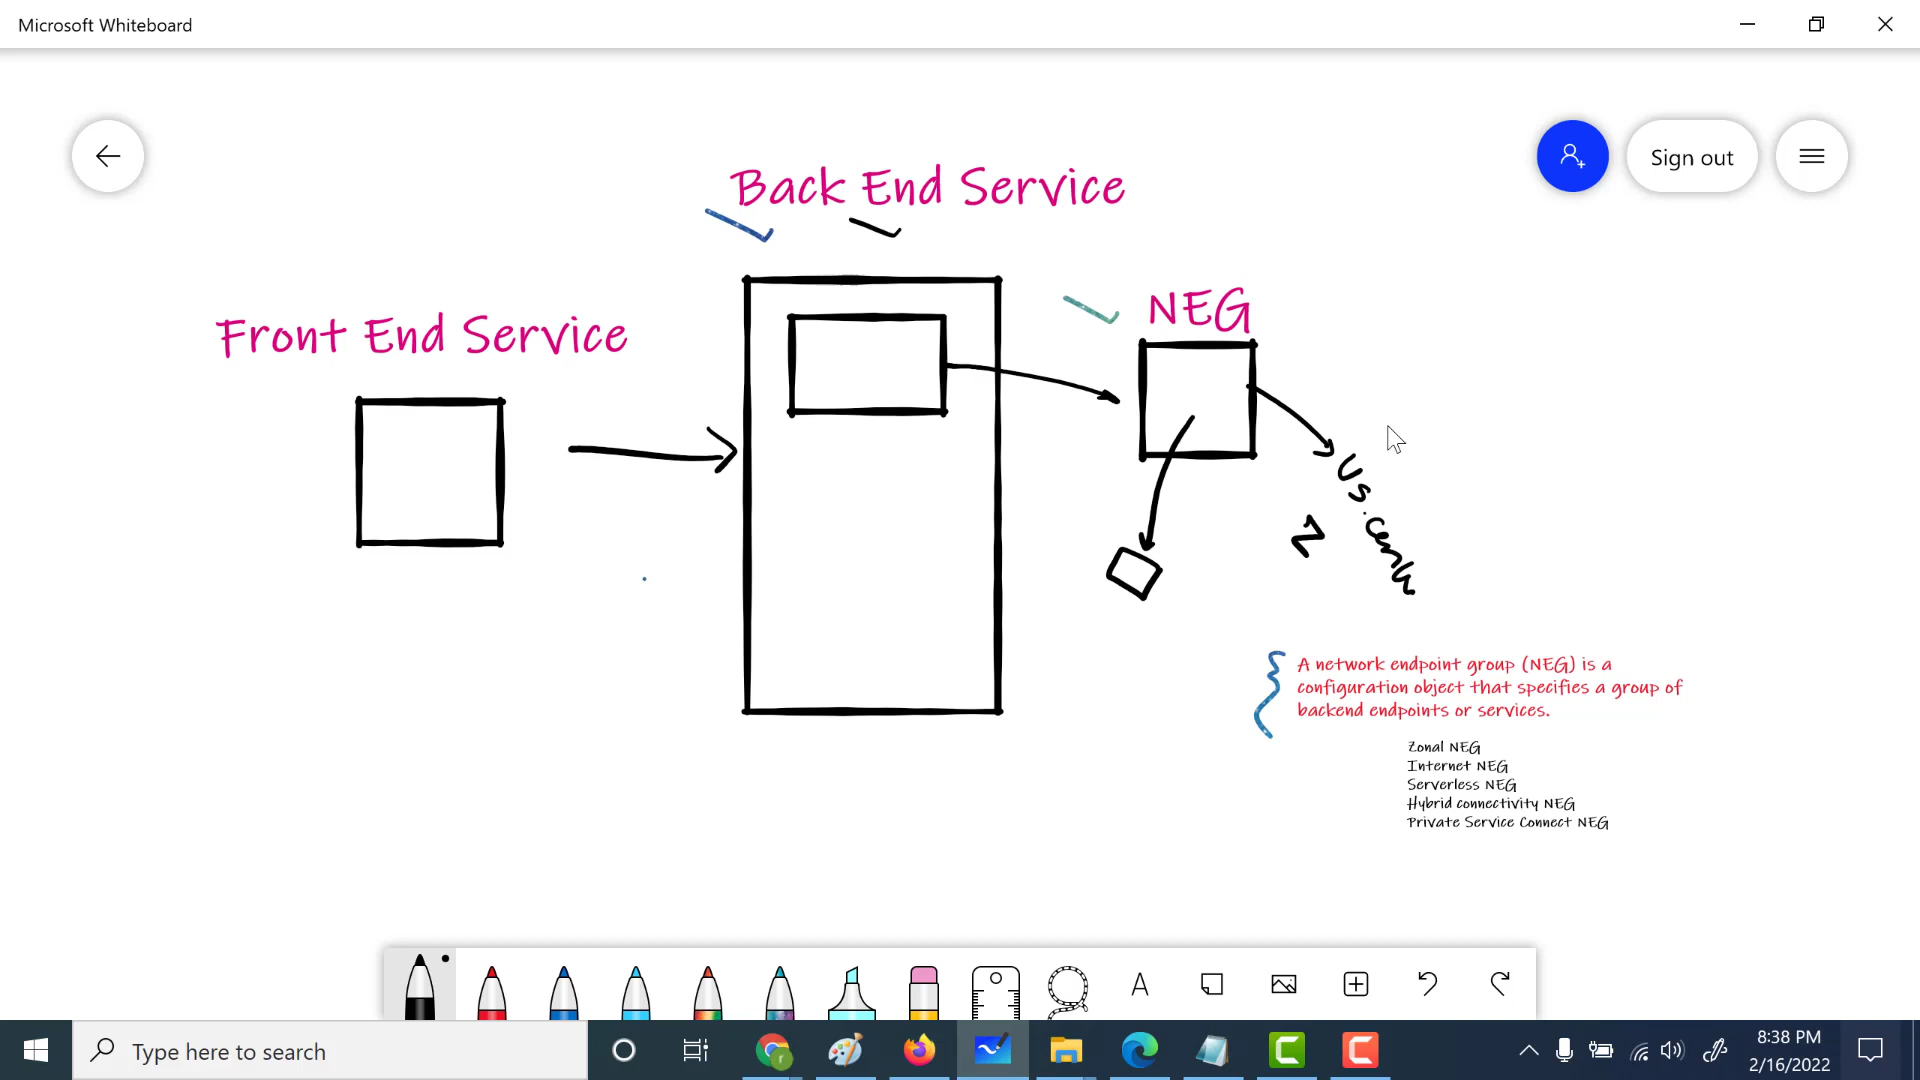 Microsoft Whiteboard
Sign out
Back End Service
NEG
Front End Service
Us.
Z
A network endpoint group (NEG) is a
configuration object that specifies a group of
backend endpoints or services.
Zonal NEG
Internet NEG
Serverless NEG
Hybrid connectivity NEG
Private Service Connect NEG
A
Type here to search
8:38 PM
2/16/2022